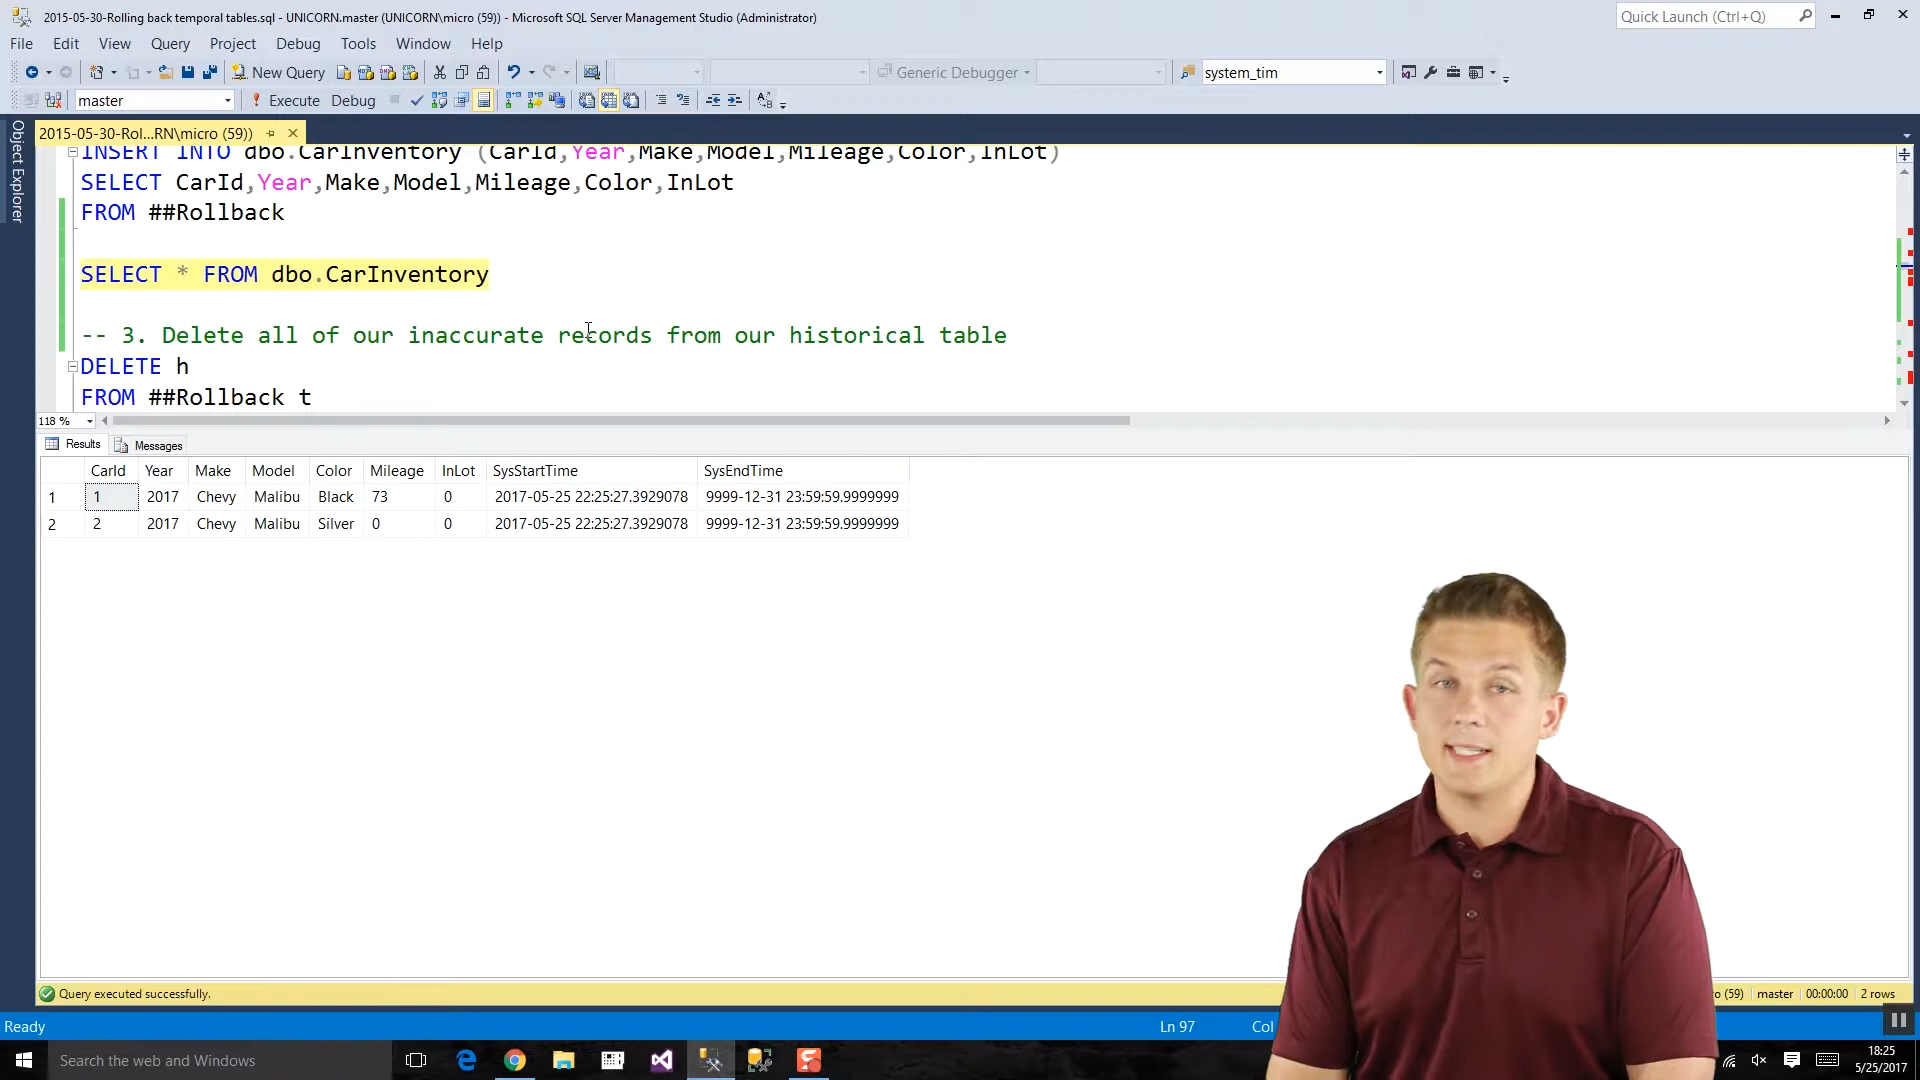 2015-05-30-Rolling back temporal tables.sql - UNICORN.master (UNICORN\micro (59)) - Microsoft SQL Server Management Studio (Administrator)
Quick Launch (Ctrl+Q)
File Edit View Query Project Debug Tools Window Help
New Query
Generic Debugger
system_tim
master
Execute Debug
Object Explorer
2015-05-30-Rol...RN\micro (59))
INSERT INTO dbo.CarInventory (CarId,Year,Make,Model,Mileage,Color,InLot)
SELECT CarId,Year,Make,Model,Mileage,Color,InLot
FROM ##Rollback
SELECT * FROM dbo.CarInventory
-- 3. Delete all of our inaccurate records from our historical table
DELETE h
FROM ##Rollback t
118 %
Results Messages
CarId Year Make Model Color Mileage InLot SysStartTime SysEndTime
1 1 2017 Chevy Malibu Black 73 0 2017-05-25 22:25:27.3929078 9999-12-31 23:59:59.9999999
2 2 2017 Chevy Malibu Silver 0 0 2017-05-25 22:25:27.3929078 9999-12-31 23:59:59.9999999
Query executed successfully.
(59) master 00:00:00 2 rows
Ready
Ln 97
Col
Search the web and Windows
18:25
5/25/2017